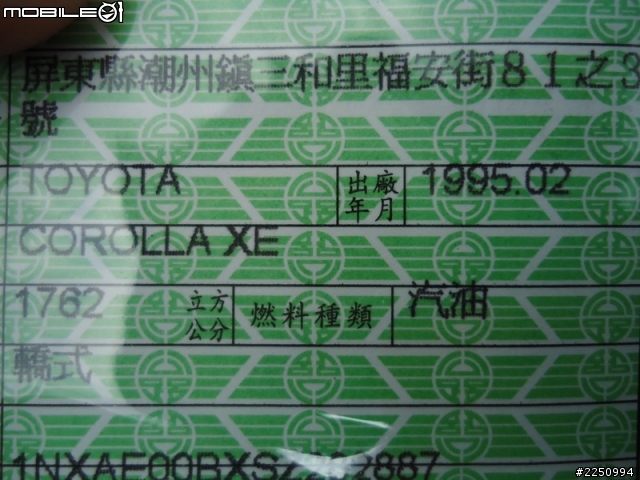 MOBILE01
MOBILE01
屏東縣潮州鎮三和里福安街81之3
號
TOYOTA 出廠年月 1995.02
COROLLA XE
1762 立方公分 燃料種類 汽油
轎式
#2250994